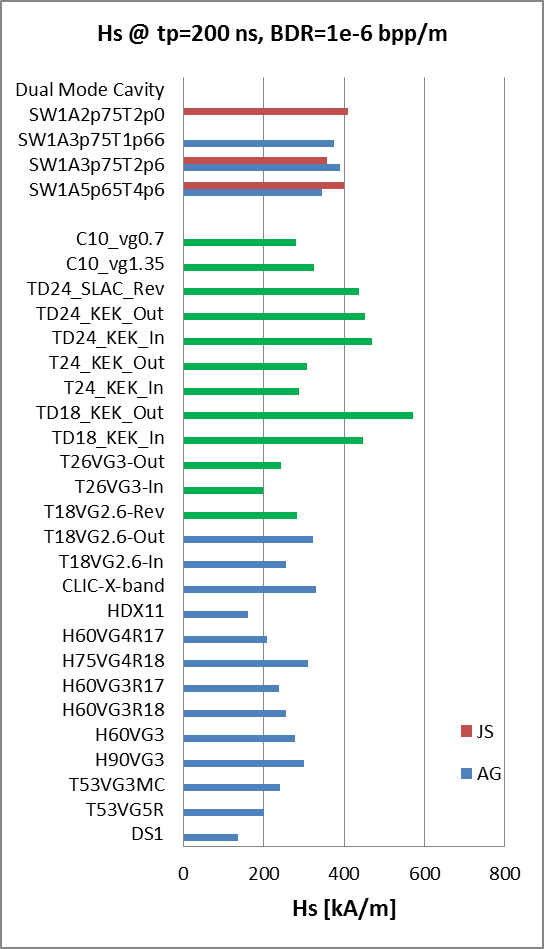 Hs @ tp=200 ns, BDR=1e-6 bpp/m
Dual Mode Cavity
SW1A2p75T2p0
SW1A3p75T1p66
SW1A3p75T2p6
SW1A5p65T4p6
C10_vg0.7
C10_vg1.35
TD24_SLAC_Rev
TD24_KEK_Out
TD24_KEK_In
T24_KEK_Out
T24_KEK_In
TD18_KEK_Out
TD18_KEK_In
T26VG3-Out
T26VG3-In
T18VG2.6-Rev
T18VG2.6-Out
T18VG2.6-In
CLIC-X-band
HDX11
H60VG4R17
H75VG4R18
H60VG3R17
H60VG3R18
H60VG3
H90VG3
T53VG3MC
T53VG5R
DS1
JS
AG
0 200 400 600 800
Hs [kA/m]